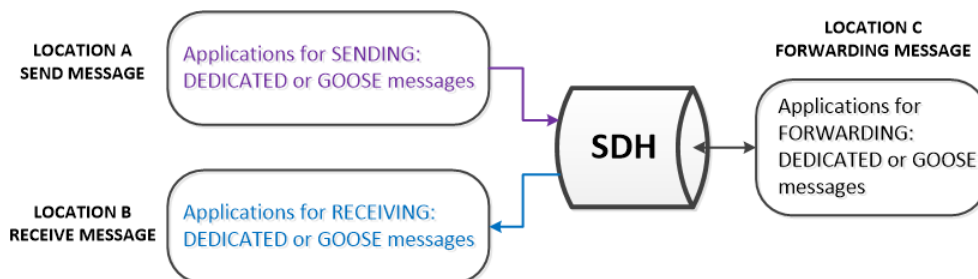 LOCATION A
SEND MESSAGE
Applications for SENDING:
DEDICATED or GOOSE messages
LOCATION B
RECEIVE MESSAGE
Applications for RECEIVING:
DEDICATED or GOOSE messages
SDH
LOCATION C
FORWARDING MESSAGE
Applications for
FORWARDING:
DEDICATED or GOOSE
messages